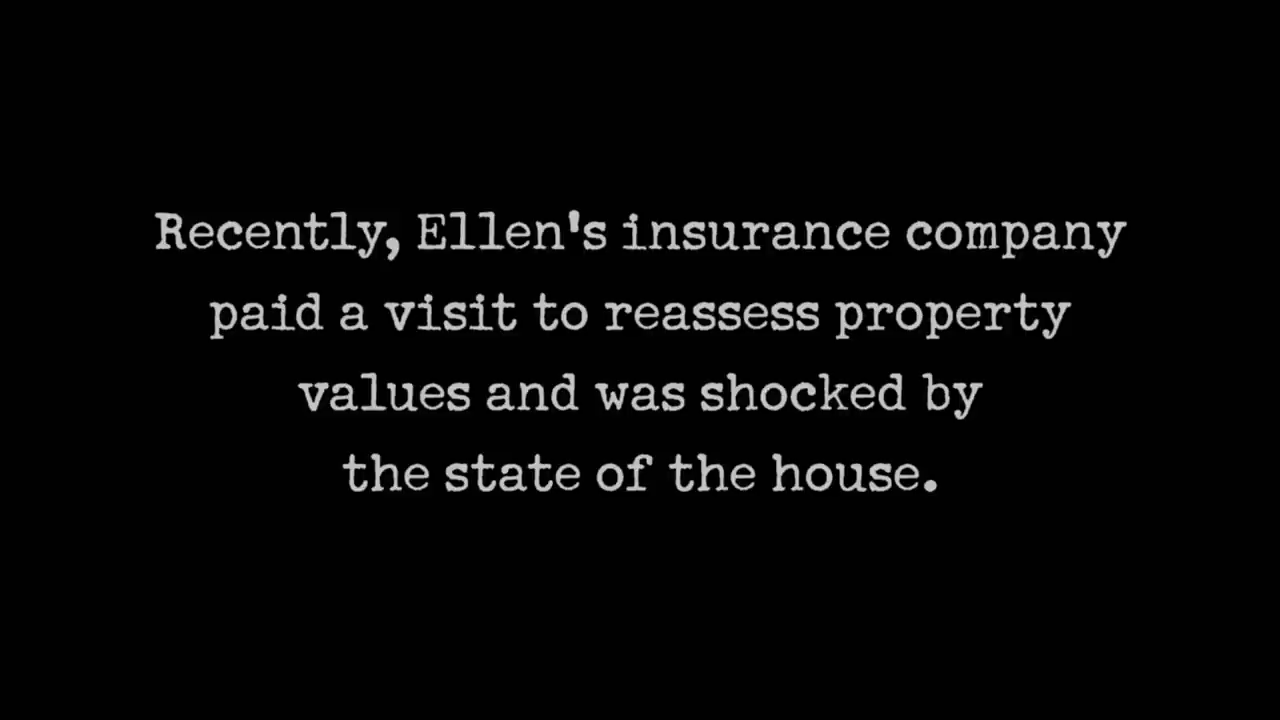 Recently, Ellen's insurance company
paid a visit to reassess property
values and was shocked by
the state of the house.